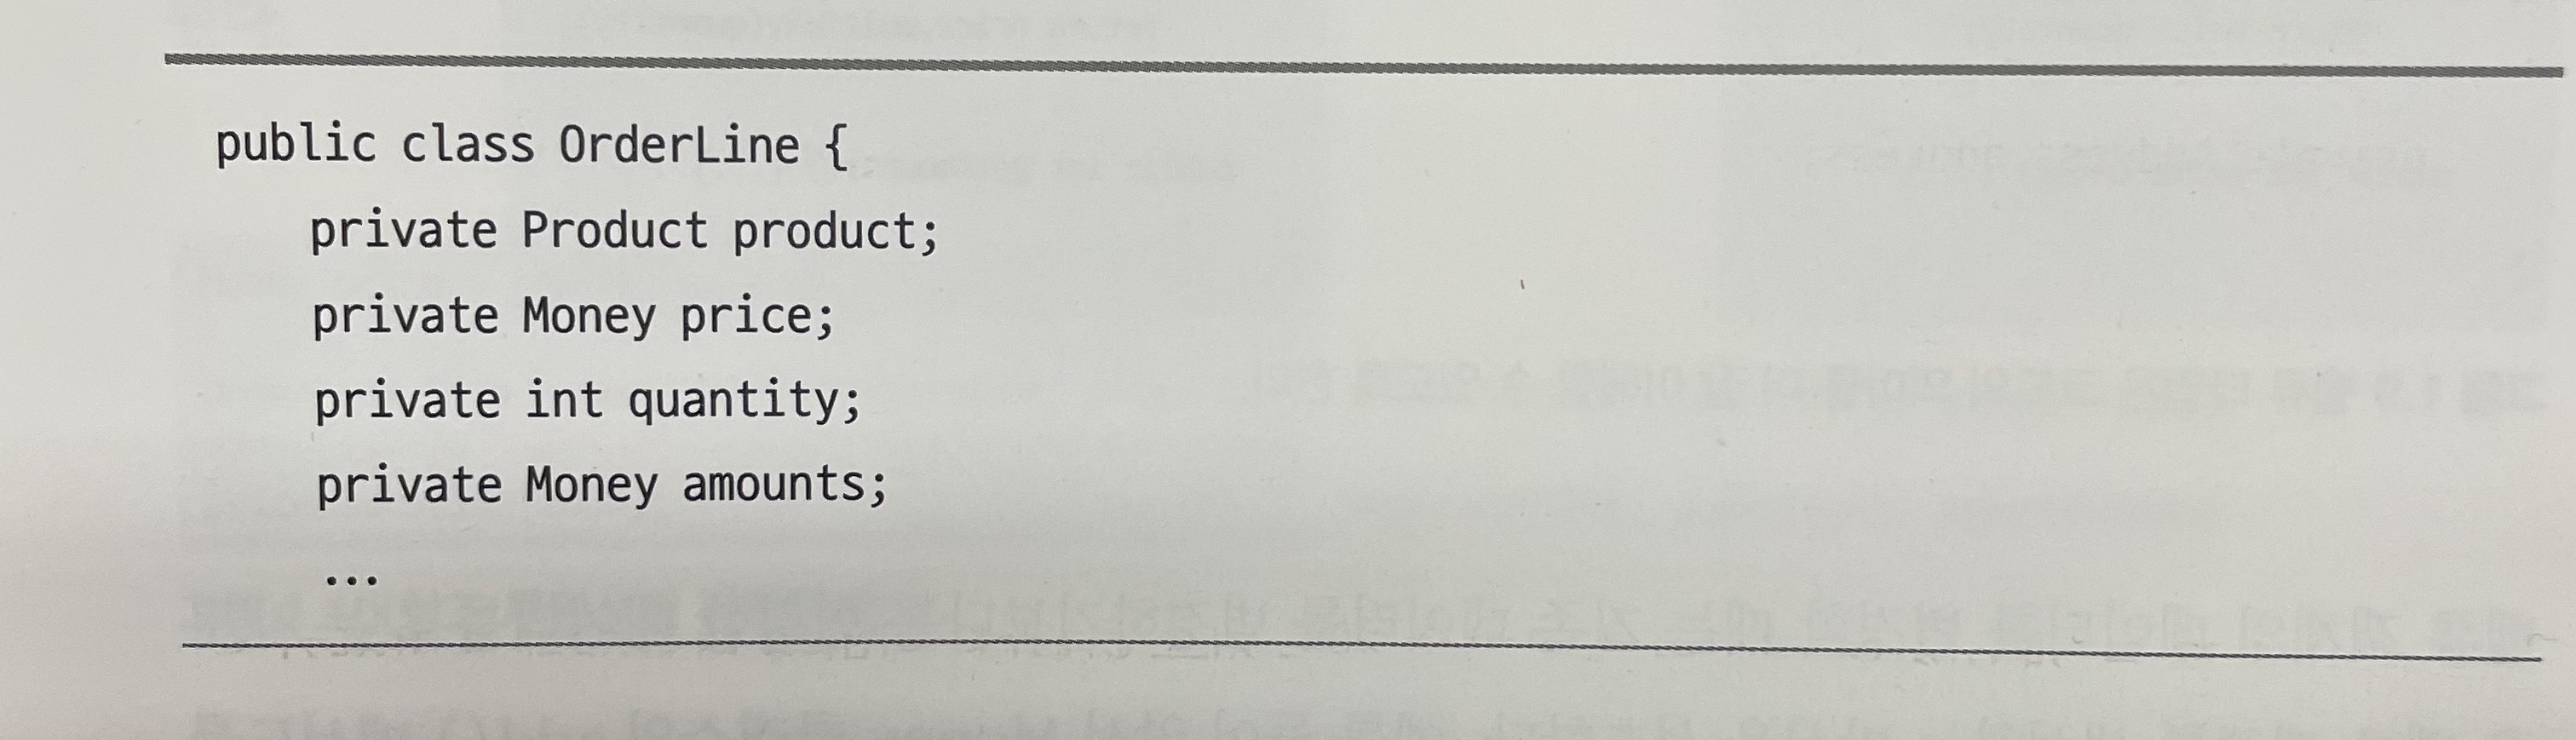 public class OrderLine {
    private Product product;
    private Money price;
    private int quantity;
    private Money amounts;
    ...